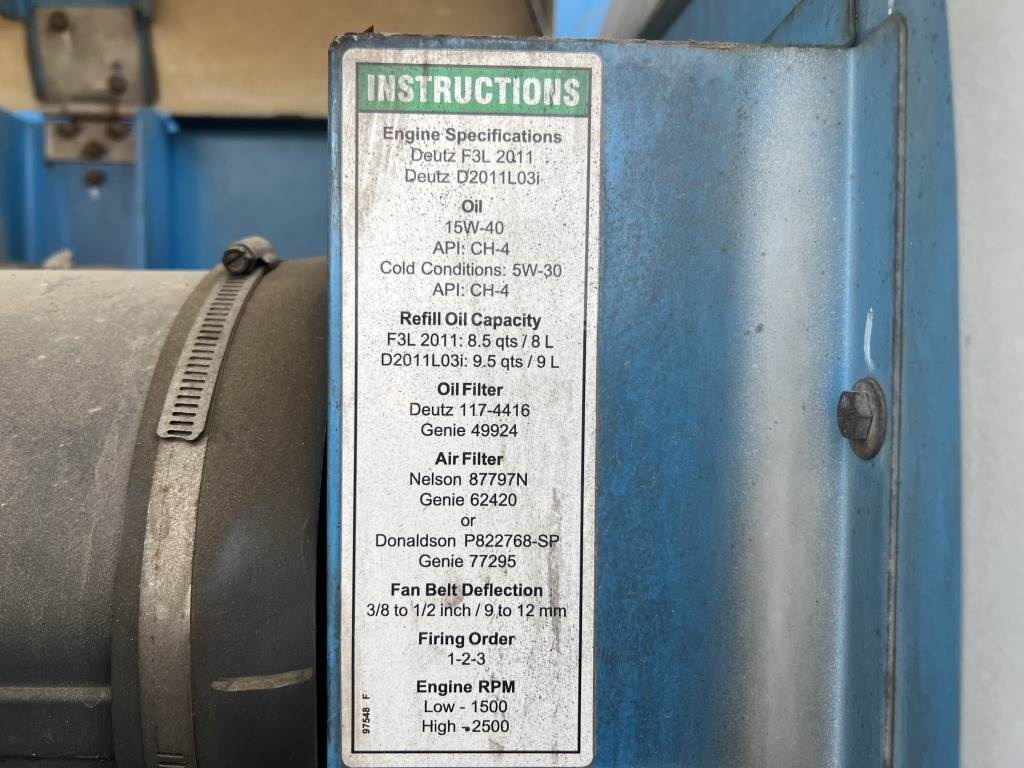 INSTRUCTIONS
Engine Specifications
Deutz F3L 2011
Deutz D2011L03i
Oil
15W-40
API: CH-4
Cold Conditions: 5W-30
API: CH-4
Refill Oil Capacity
F3L 2011: 8.5 qts / 8 L
D2011L03i: 9.5 qts / 9 L
Oil Filter
Deutz 117-4416
Genie 49924
Air Filter
Nelson 87797N
Genie 62420
or
Donaldson P822768-SP
Genie 77295
Fan Belt Deflection
3/8 to 1/2 inch / 9 to 12 mm
Firing Order
1-2-3
Engine RPM
Low - 1500
High - 2500
97548 F